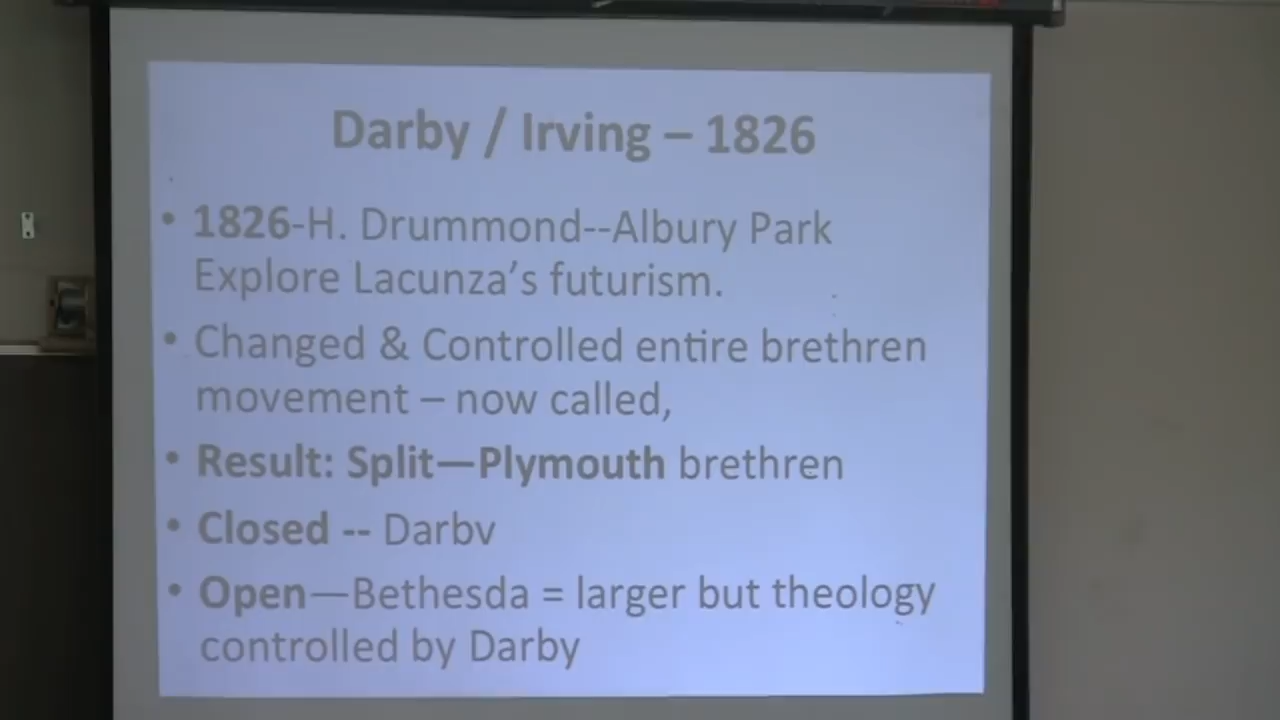 Darby / Irving – 1826
• 1826-H. Drummond--Albury Park
Explore Lacunza's futurism.
• Changed & Controlled entire brethren
movement – now called,
• Result: Split—Plymouth brethren
• Closed -- Darby
• Open—Bethesda = larger but theology
controlled by Darby